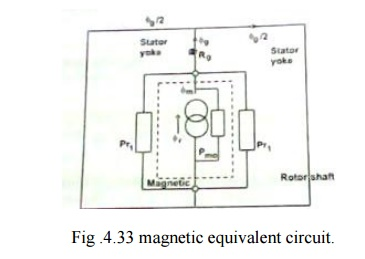 ϕg/2
ϕg/2
Stator
yoke
ϕg
Rg
Stator
yoke
ϕm
ϕr
Pr1
Pmo
Pr1
Magnetic
Rotor shaft
Fig .4.33 magnetic equivalent circuit.